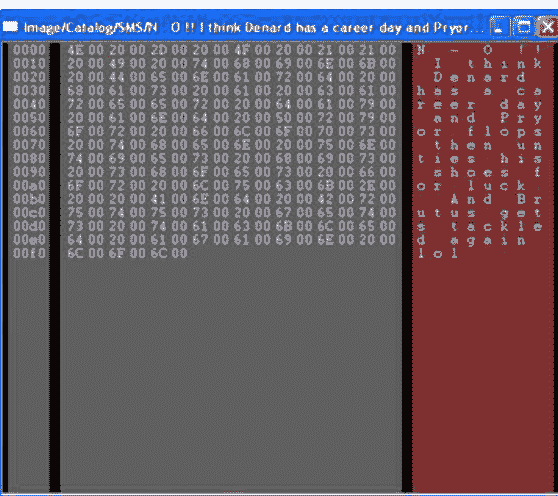 Image/Catalog/SMS/N O !! I think Denard has a career day and Pryor...
0000 4E 00 20 00 2D 00 20 00 4F 00 20 00 21 00 21 00 N - O !!
0010 20 00 49 00 20 00 74 00 68 00 69 00 6E 00 6B 00 I think
0020 20 00 44 00 65 00 6E 00 61 00 72 00 64 00 20 00 Denard
0030 68 00 61 00 73 00 20 00 61 00 20 00 63 00 61 00 has a ca
0040 72 00 65 00 65 00 72 00 20 00 64 00 61 00 79 00 reer day
0050 20 00 61 00 6E 00 64 00 20 00 50 00 72 00 79 00 and Pry
0060 6F 00 72 00 20 00 66 00 6C 00 6F 00 70 00 73 00 or flops
0070 20 00 74 00 68 00 65 00 6E 00 20 00 75 00 6E 00 then un
0080 74 00 69 00 65 00 73 00 20 00 68 00 69 00 73 00 ties his
0090 20 00 73 00 68 00 6F 00 65 00 73 00 20 00 66 00 shoes f
00a0 6F 00 72 00 20 00 6C 00 75 00 63 00 6B 00 2E 00 or luck.
00b0 20 00 20 00 41 00 6E 00 64 00 20 00 42 00 72 00 And Br
00c0 75 00 74 00 75 00 73 00 20 00 67 00 65 00 74 00 utus get
00d0 73 00 20 00 74 00 61 00 63 00 6B 00 6C 00 65 00 s tackle
00e0 64 00 20 00 61 00 67 00 61 00 69 00 6E 00 20 00 d again
00f0 6C 00 6F 00 6C 00 lol